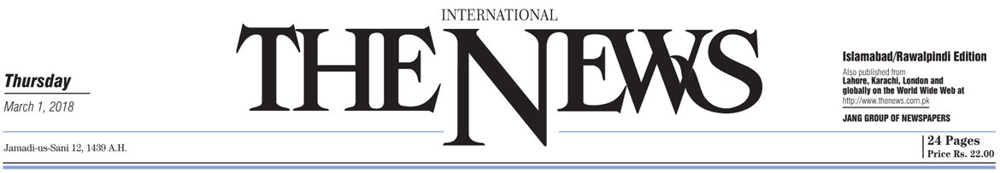 INTERNATIONAL
THE NEWS
Thursday
March 1, 2018
Islamabad/Rawalpindi Edition
Also published from
Lahore, Karachi, London and
globally on the World Wide Web at
http://www.thenews.com.pk
JANG GROUP OF NEWSPAPERS
Jamadi-us-Sani 12, 1439 A.H.
24 Pages
Price Rs. 22.00